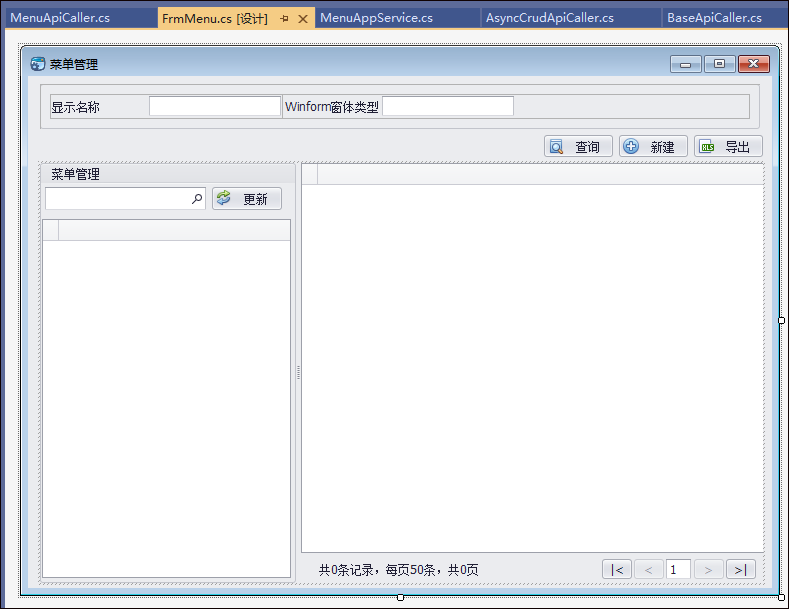 MenuApiCaller.cs FrmMenu.cs [设计] MenuAppService.cs AsyncCrudApiCaller.cs BaseApiCaller.cs
菜单管理
显示名称 Winform窗体类型
查询 新建 XLS 导出
菜单管理
更新
共0条记录，每页50条，共0页 |< < 1 > >|